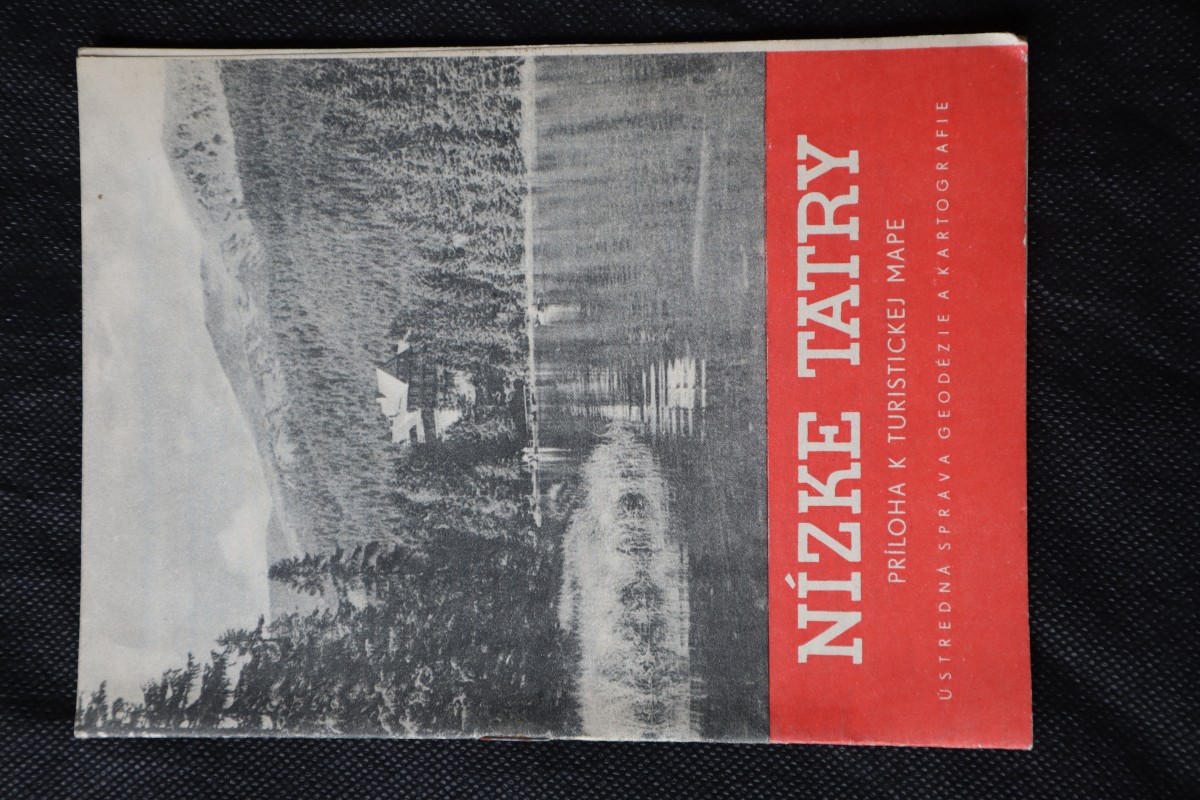 NÍZKE TATRY
PRÍLOHA K TURISTICKEJ MAPE
ÚSTREDNÁ SPRÁVA GEODÉZIE A KARTOGRAFIE